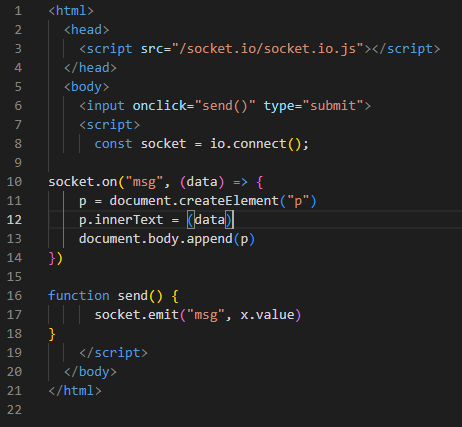 1 <html>
2 <head>
3 <script src="/socket.io/socket.io.js"></script>
4 </head>
5 <body>
6 <input onclick="send()" type="submit">
7 <script>
8 const socket = io.connect();
9
10 socket.on("msg", (data) => {
11 p = document.createElement("p")
12 p.innerText = (data)
13 document.body.append(p)
14 })
15
16 function send() {
17 socket.emit("msg", x.value)
18 }
19 </script>
20 </body>
21 </html>
22